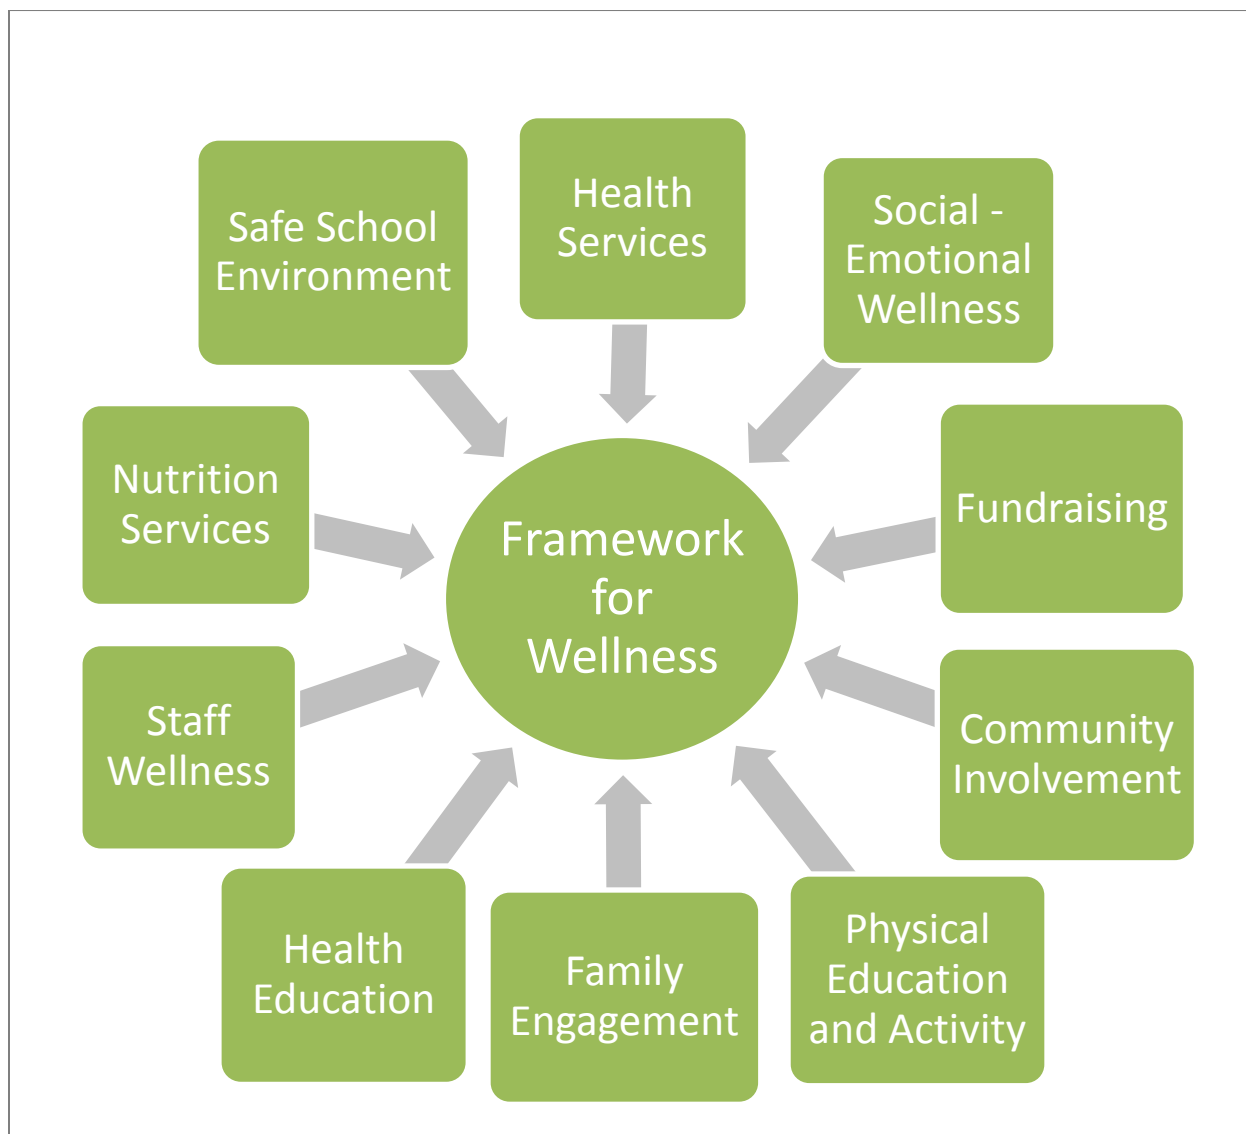 Health
Services
Safe School
Environment
Social -
Emotional
Wellness
Nutrition
Services
Fundraising
Framework
for
Wellness
Staff
Wellness
Community
Involvement
Health
Education
Family
Engagement
Physical
Education
and Activity